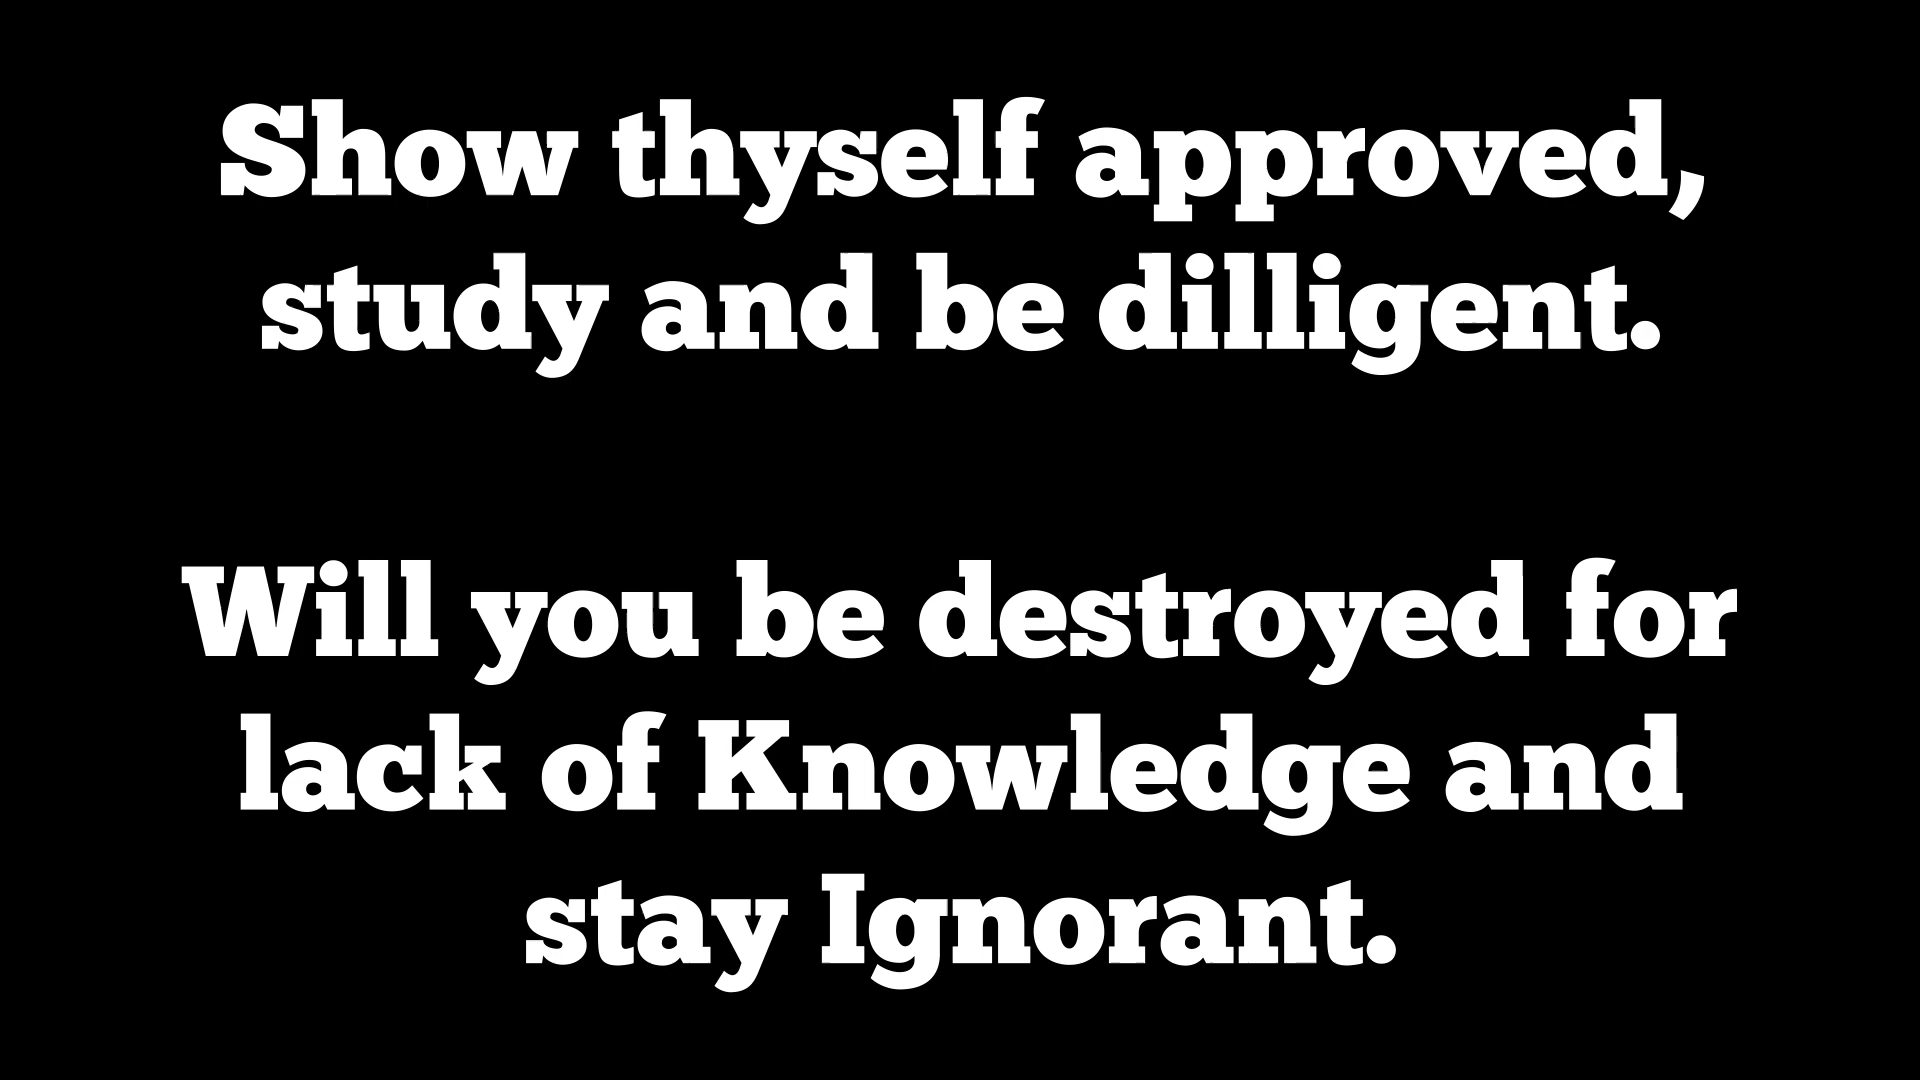 Show thyself approved,
study and be dilligent.
Will you be destroyed for
lack of Knowledge and
stay Ignorant.